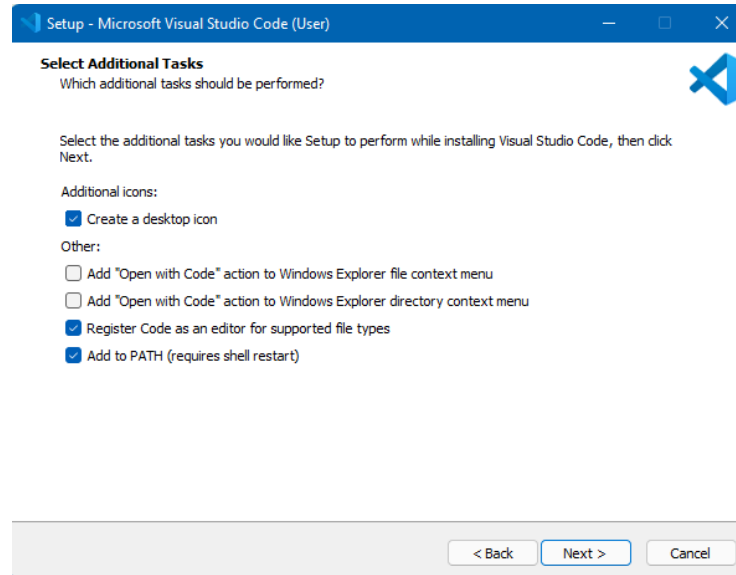 Setup - Microsoft Visual Studio Code (User)
Select Additional Tasks
Which additional tasks should be performed?
Select the additional tasks you would like Setup to perform while installing Visual Studio Code, then click
Next.
Additional icons:
Create a desktop icon
Other:
Add "Open with Code" action to Windows Explorer file context menu
Add "Open with Code" action to Windows Explorer directory context menu
Register Code as an editor for supported file types
Add to PATH (requires shell restart)
< Back Next > Cancel